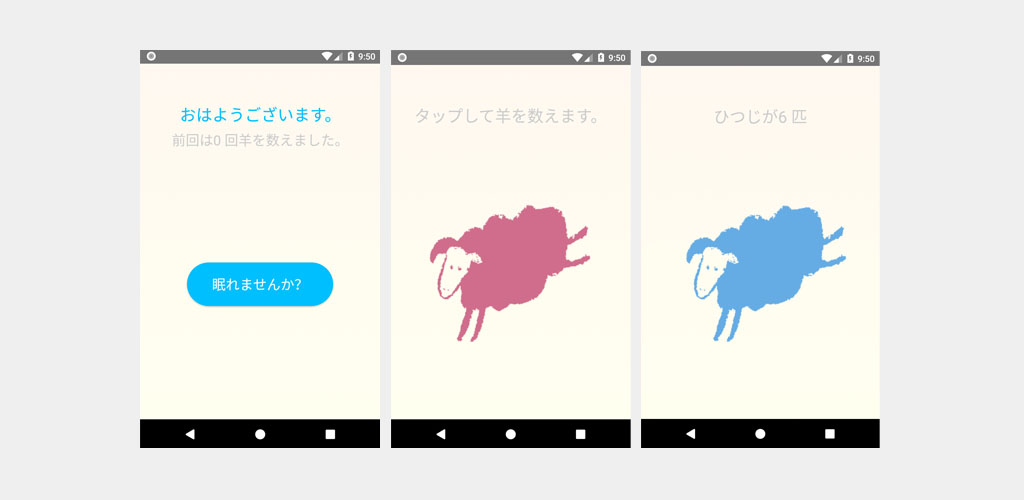 9:50
おはようございます。
前回は0 回羊を数えました。
眠れませんか?
9:50
タップして羊を数えます。
9:50
ひつじが6 匹